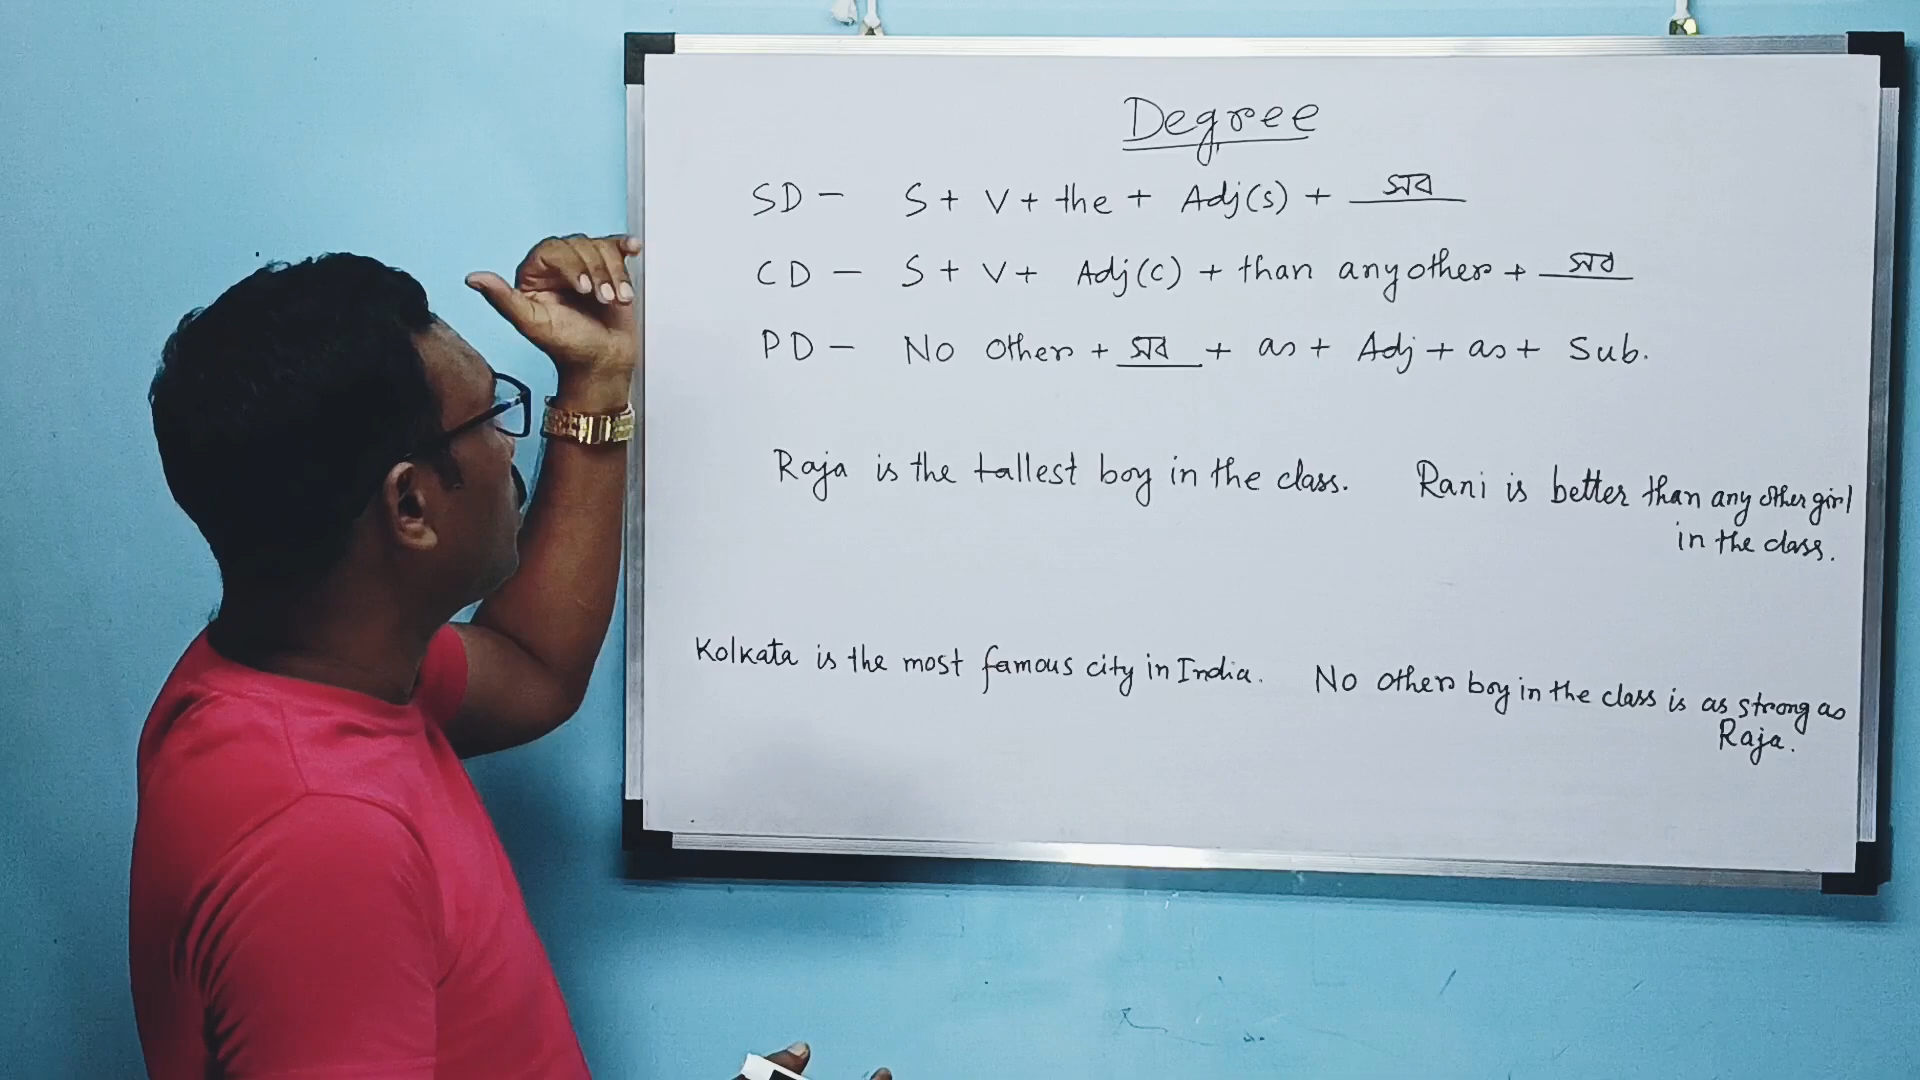 Degree
SD - S + V + the + Adj(s) + সব
CD - S + V + Adj(c) + than any other + সব
PD - No other + সব + as + Adj + as + Sub.
Raja is the tallest boy in the class.
Rani is better than any other girl
in the class.
Kolkata is the most famous city in India.
No other boy in the class is as strong as
Raja.